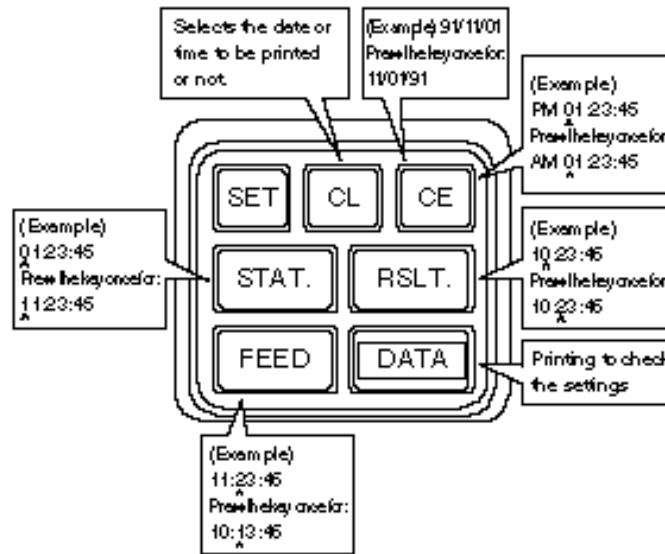 Selects the date or
time to be printed
or not.
(Example) 91/11/01
Press the key once for:
11/01/91
(Example)
PM 01:23:45
Press the key once for:
AM 01:23:45
SET
CL
CE
(Example)
01:23:45
Press the key once for:
11:23:45
STAT.
RSLT.
(Example)
10:23:45
Press the key once for:
10:23:45
FEED
DATA
Printing to check
the settings
(Example)
11:23:45
Press the key once for:
10:13:45